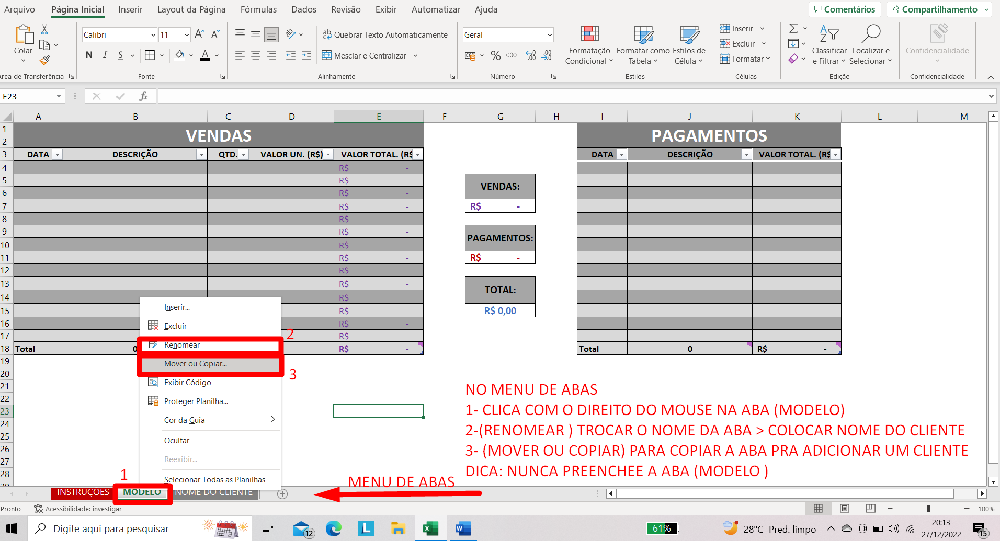 Arquivo Página Inicial Inserir Layout da Página Fórmulas Dados Revisão Exibir Automatizar Ajuda Comentários Compartilhamento
Calibri 11 Quebrar Texto Automaticamente Geral Inserir
Colar N I S A Mesclar e Centralizar % 000 Formatação Condicional Formatar como Tabela Estilos de Célula Excluir Formatar Classificar e Filtrar Localizar e Selecionar Confidencialidade
Área de Transferência Fonte Alinhamento Número Estilos Células Edição Confidencialidade
E23 fx
A B C D E F G H I J K L M
1 VENDAS PAGAMENTOS
2
3 DATA DESCRIÇÃO QTD. VALOR UN. (R$) VALOR TOTAL. (R$ DATA DESCRIÇÃO VALOR TOTAL. (R$
4 R$ -
5 R$ - VENDAS:
6 R$ -
7 R$ - R$ -
8 R$ -
9 R$ -
10 R$ - PAGAMENTOS:
11 R$ - R$ -
12 R$ -
13 R$ -
14 R$ - TOTAL:
15 R$ - R$ 0,00
16 R$ -
17 R$ -
18 Total 0 R$ - Total 0 R$ -
19
20
21
22
23
24
25
26
27
28
29
Inserir...
Excluir
2
Renomear
Mover ou Copiar...
3
Exibir Código
Proteger Planilha...
Cor da Guia
Ocultar
Reexibir...
Selecionar Todas as Planilhas
NO MENU DE ABAS
1- CLICA COM O DIREITO DO MOUSE NA ABA (MODELO)
2-(RENOMEAR ) TROCAR O NOME DA ABA > COLOCAR NOME DO CLIENTE
3- (MOVER OU COPIAR) PARA COPIAR A ABA PRA ADICIONAR UM CLIENTE
DICA: NUNCA PREENCHEE A ABA (MODELO )
1
MENU DE ABAS
INSTRUÇÕES MODELO NOME DO CLIENTE
Pronto Acessibilidade: investigar 100%
Digite aqui para pesquisar 12 L 61% 28°C Pred. limpo 20:13
27/12/2022 15